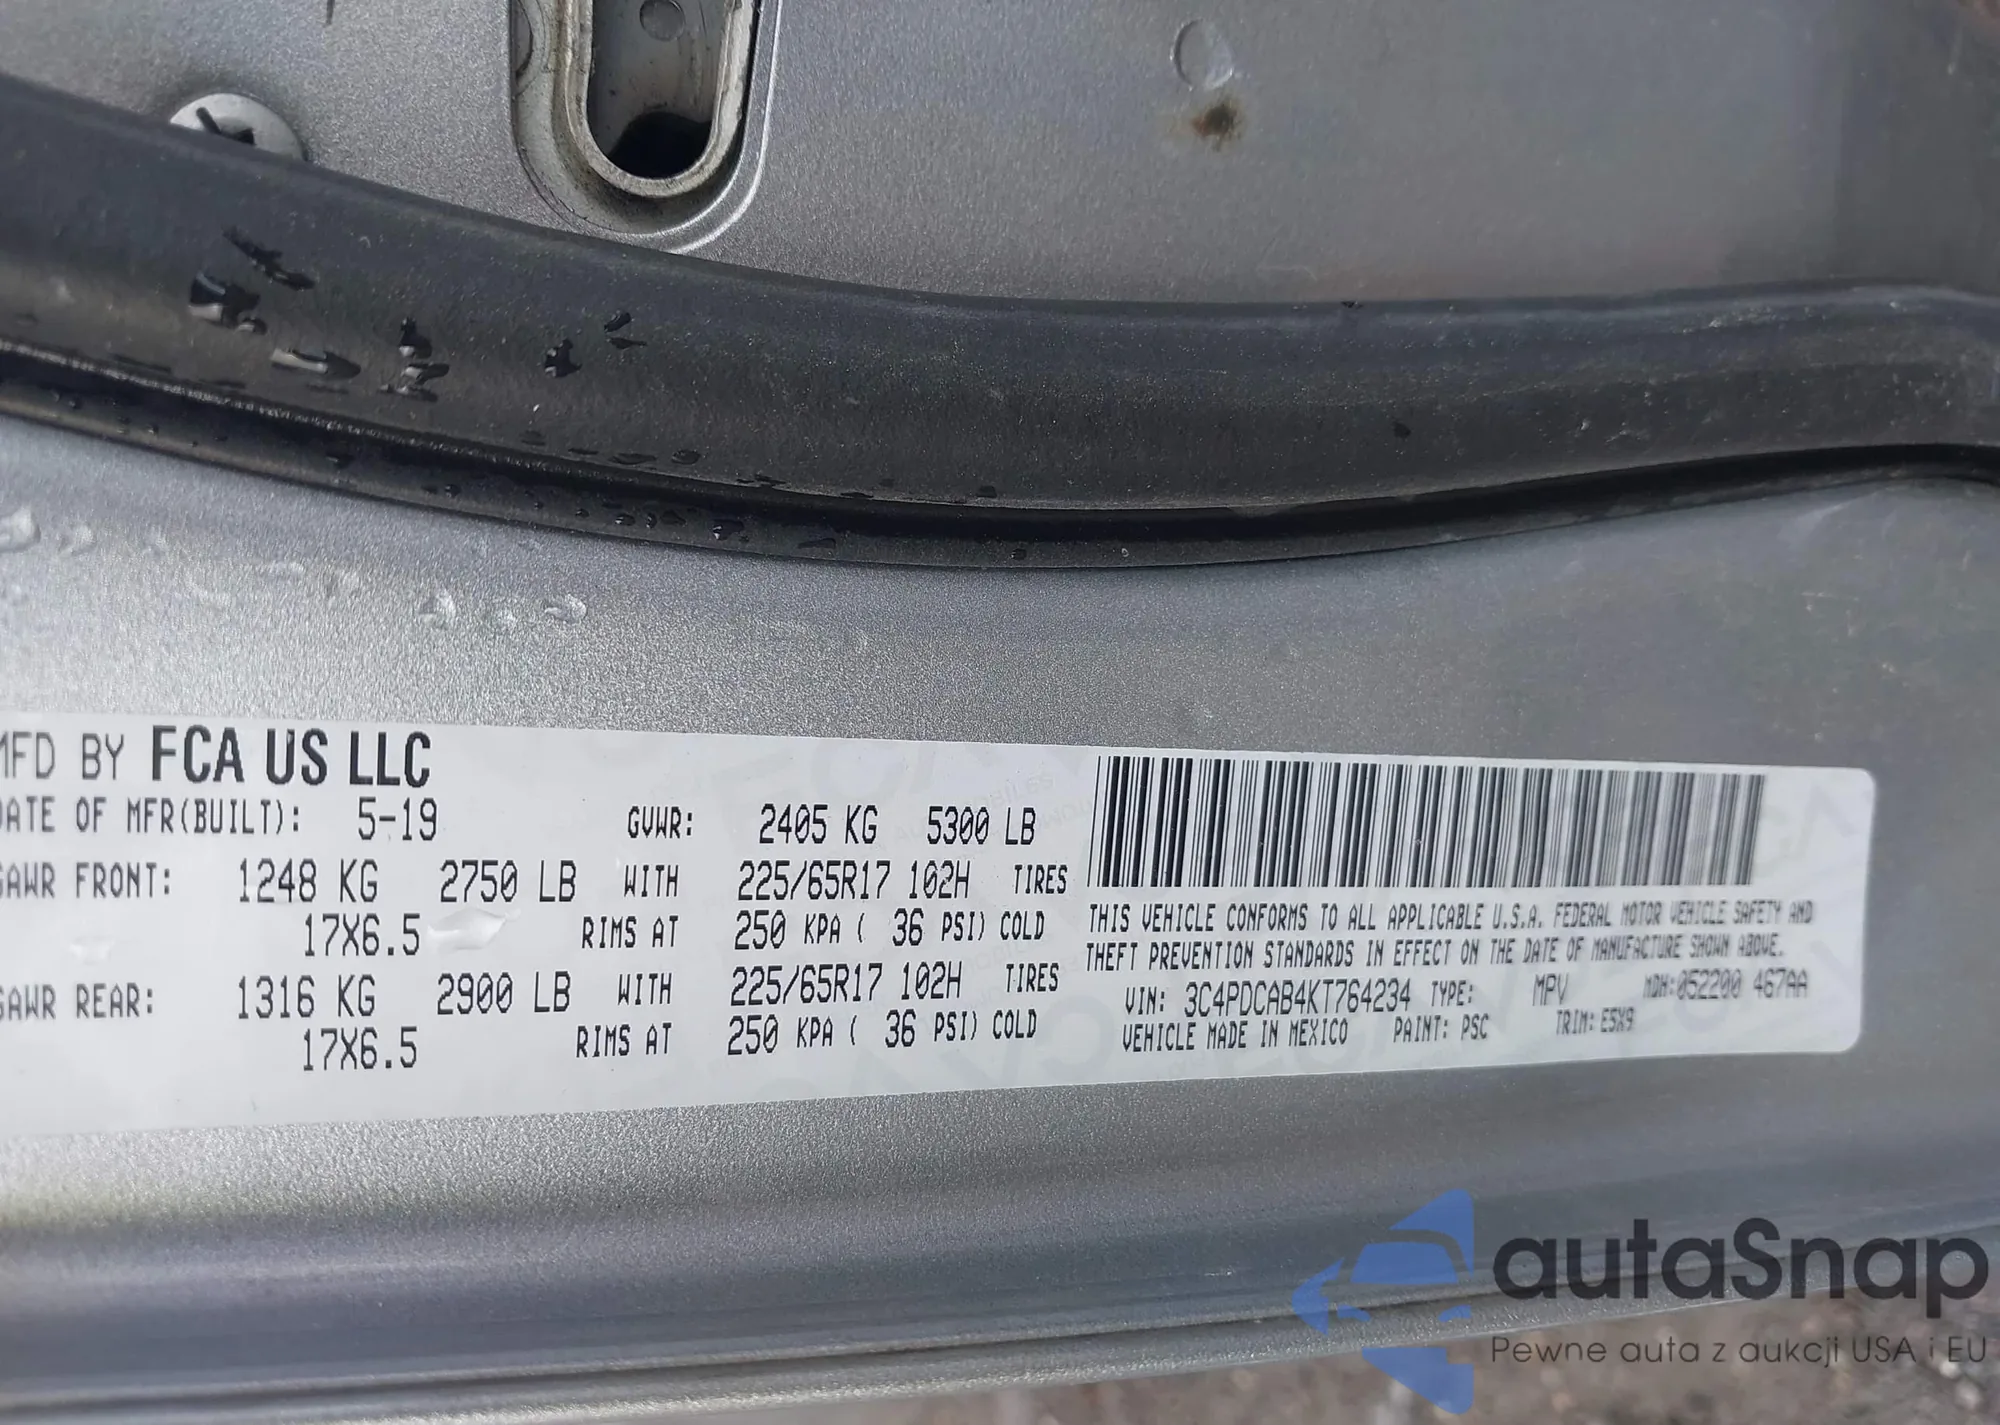 MFD BY FCA US LLC
DATE OF MFR(BUILT): 5-19 GVWR: 2405 KG 5300 LB
GAWR FRONT: 1248 KG 2750 LB WITH 225/65R17 102H TIRES
17X6.5 RIMS AT 250 KPA ( 36 PSI) COLD
GAWR REAR: 1316 KG 2900 LB WITH 225/65R17 102H TIRES
17X6.5 RIMS AT 250 KPA ( 36 PSI) COLD
THIS VEHICLE CONFORMS TO ALL APPLICABLE U.S.A. FEDERAL MOTOR VEHICLE SAFETY AND
THEFT PREVENTION STANDARDS IN EFFECT ON THE DATE OF MANUFACTURE SHOWN ABOVE.
VIN: 3C4PDCAB4KT764234 TYPE: MPV MDH:052200 467AA
VEHICLE MADE IN MEXICO PAINT: PSC TRIM: E5X9
autaSnap
Pewne auta z aukcji USA i EU